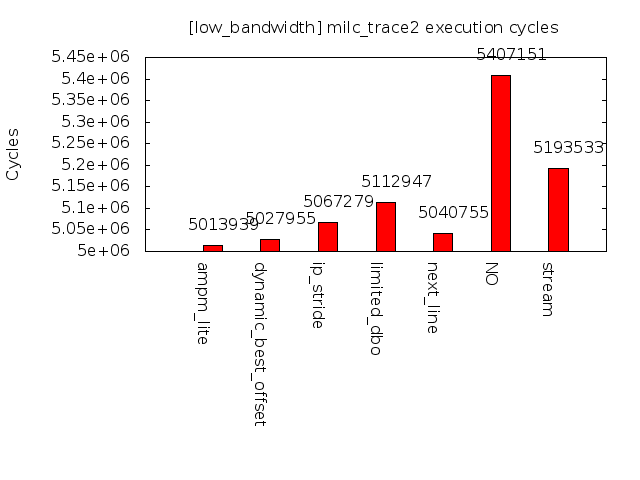 [low_bandwidth] milc_trace2 execution cycles
Cycles
5.45e+06
5.4e+06
5.35e+06
5.3e+06
5.25e+06
5.2e+06
5.15e+06
5.1e+06
5.05e+06
5e+06
5013939
5027955
5067279
5112947
5040755
5407151
5193533
ampm_lite
dynamic_best_offset
ip_stride
limited_dbo
next_line
NO
stream